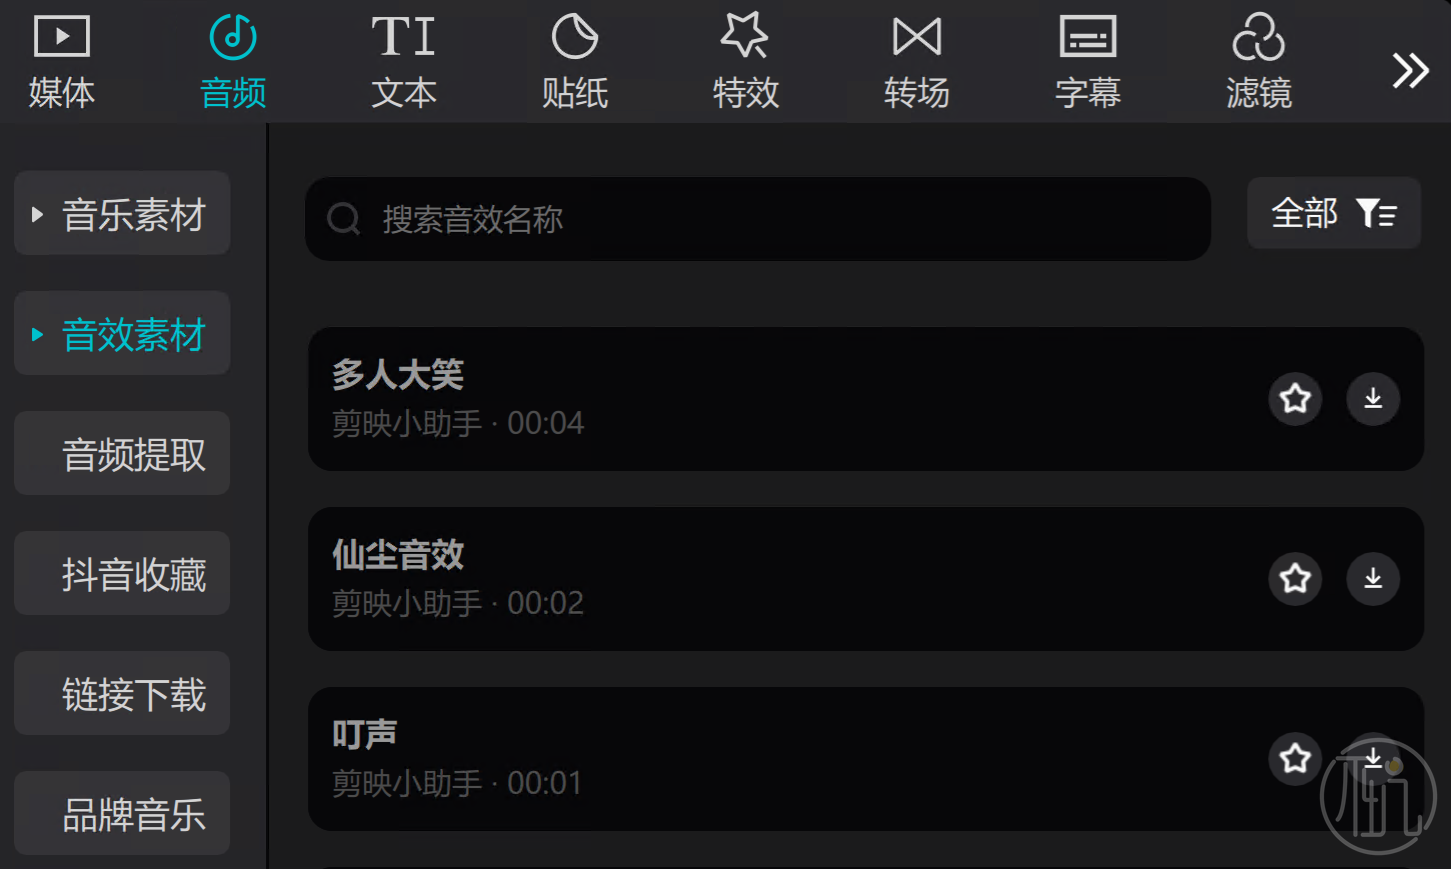 媒体
音频
TI
文本
贴纸
特效
转场
字幕
滤镜
音乐素材
音效素材
音频提取
抖音收藏
链接下载
品牌音乐
搜索音效名称
全部
多人大笑
剪映小助手 · 00:04
仙尘音效
剪映小助手 · 00:02
叮声
剪映小助手 · 00:01